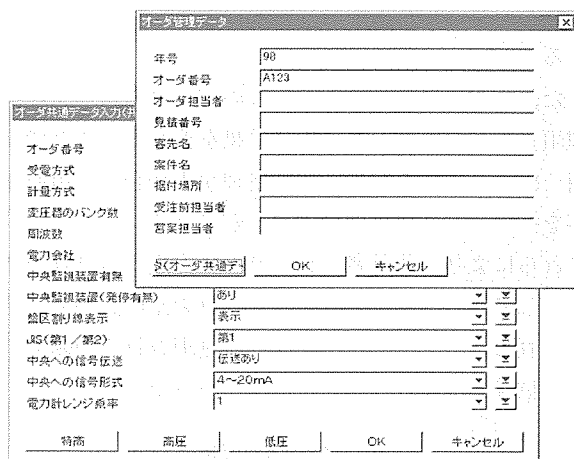 オーダ管理データ
年号 98
オーダ番号 A123
オーダ担当者
見積番号
客先名
案件名
据付場所
受注前担当者
営業担当者
タ(オーダ共通デー OK キャンセル
オーダ共通データ入力(共
オーダ番号
受電方式
計量方式
変圧器のバンク数
周波数
電力会社
中央監視装置有無
中央監視装置(発停有無) あり
盤区割り線表示 表示
JIS(第1/第2) 第1
中央への信号伝送 伝送あり
中央への信号形式 4~20mA
電力計レンジ系率 1
特高 高圧 低圧 OK キャンセル